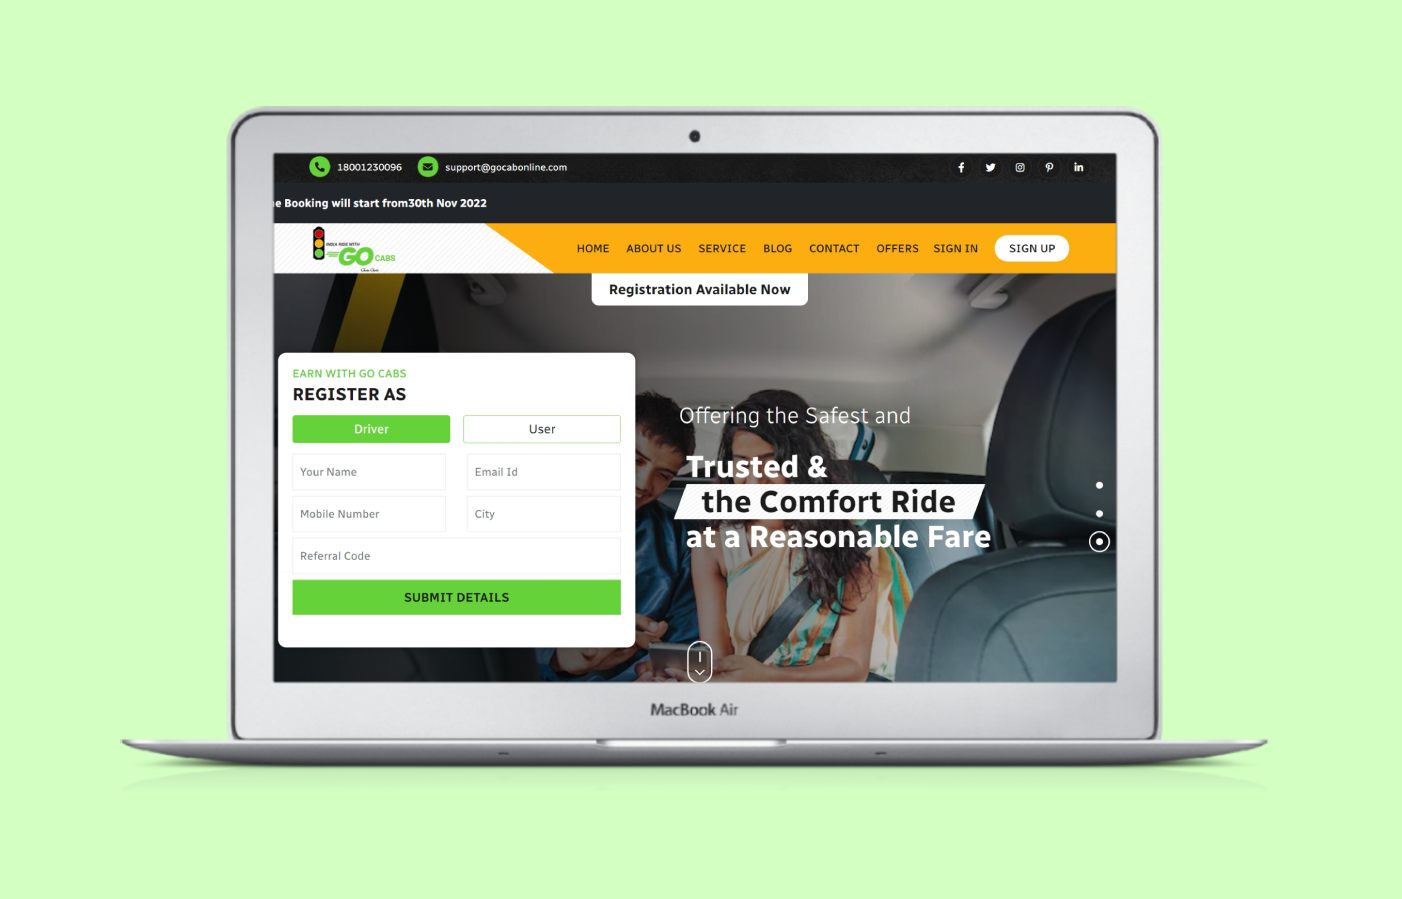 18001230096 support@gocabonline.com
e Booking will start from30th Nov 2022
INDIA RIDE WITH
GO CABS
HOME ABOUT US SERVICE BLOG CONTACT OFFERS SIGN IN SIGN UP
Registration Available Now
EARN WITH GO CABS
REGISTER AS
Driver User
Your Name Email Id
Mobile Number City
Referral Code
SUBMIT DETAILS
Offering the Safest and
Trusted &
the Comfort Ride
at a Reasonable Fare
MacBook Air